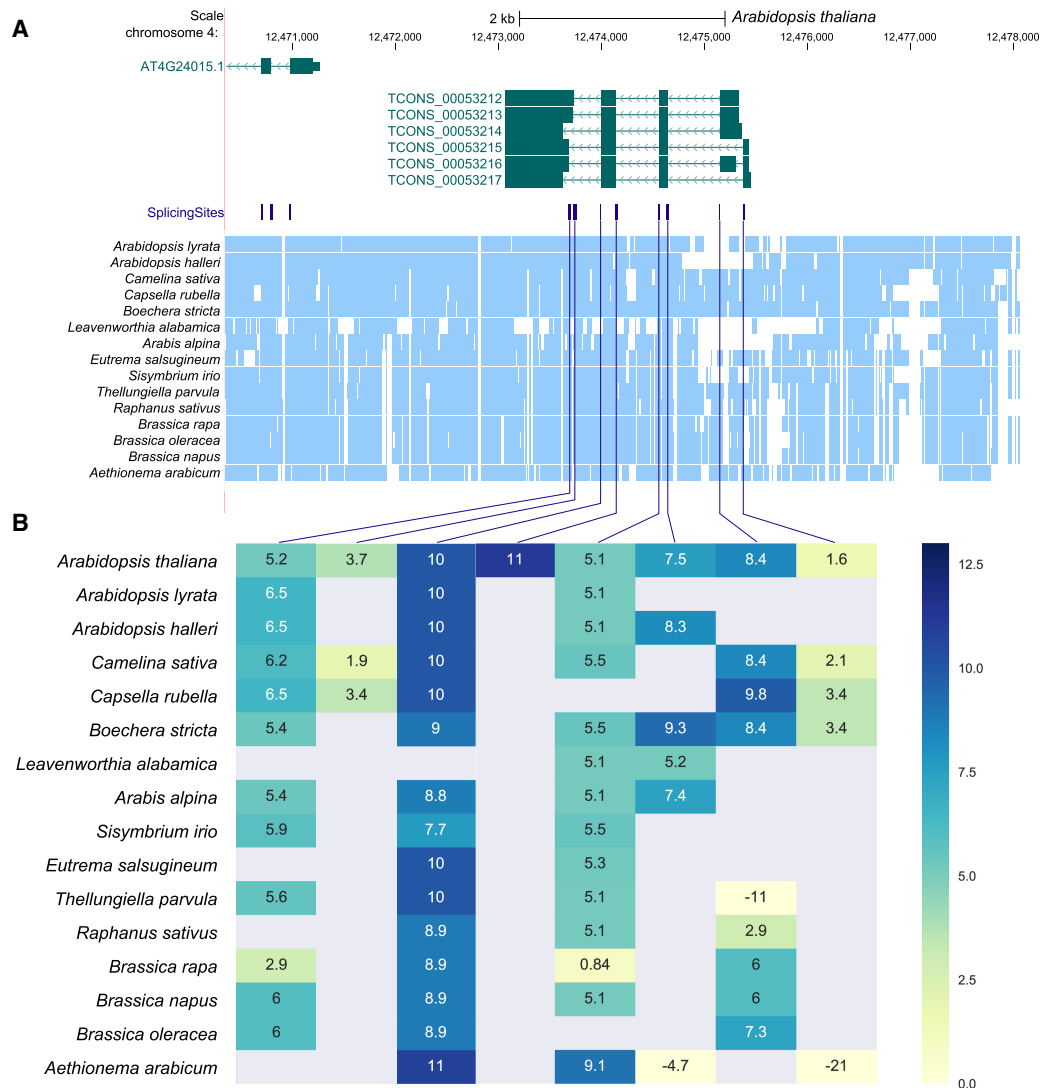 A
Scale
2 kb
Arabidopsis thaliana
chromosome 4:
12,471,000 12,472,000 12,473,000 12,474,000 12,475,000 12,476,000 12,477,000 12,478,000
AT4G24015.1
TCONS_00053212
TCONS_00053213
TCONS_00053214
TCONS_00053215
TCONS_00053216
TCONS_00053217
SplicingSites
Arabidopsis lyrata
Arabidopsis halleri
Camelina sativa
Capsella rubella
Boechera stricta
Leavenworthia alabamica
Arabis alpina
Eutrema salsugineum
Sisymbrium irio
Thellungiella parvula
Raphanus sativus
Brassica rapa
Brassica oleracea
Brassica napus
Aethionema arabicum
B
Arabidopsis thaliana 5.2 3.7 10 11 5.1 7.5 8.4 1.6
Arabidopsis lyrata 6.5 10 5.1
Arabidopsis halleri 6.5 10 5.1 8.3
Camelina sativa 6.2 1.9 10 5.5 8.4 2.1
Capsella rubella 6.5 3.4 10 9.8 3.4
Boechera stricta 5.4 9 5.5 9.3 8.4 3.4
Leavenworthia alabamica 5.1 5.2
Arabis alpina 5.4 8.8 5.1 7.4
Sisymbrium irio 5.9 7.7 5.5
Eutrema salsugineum 10 5.3
Thellungiella parvula 5.6 10 5.1 -11
Raphanus sativus 8.9 5.1 2.9
Brassica rapa 2.9 8.9 0.84 6
Brassica napus 6 8.9 5.1 6
Brassica oleracea 6 8.9 7.3
Aethionema arabicum 11 9.1 -4.7 -21
12.5
10.0
7.5
5.0
2.5
0.0